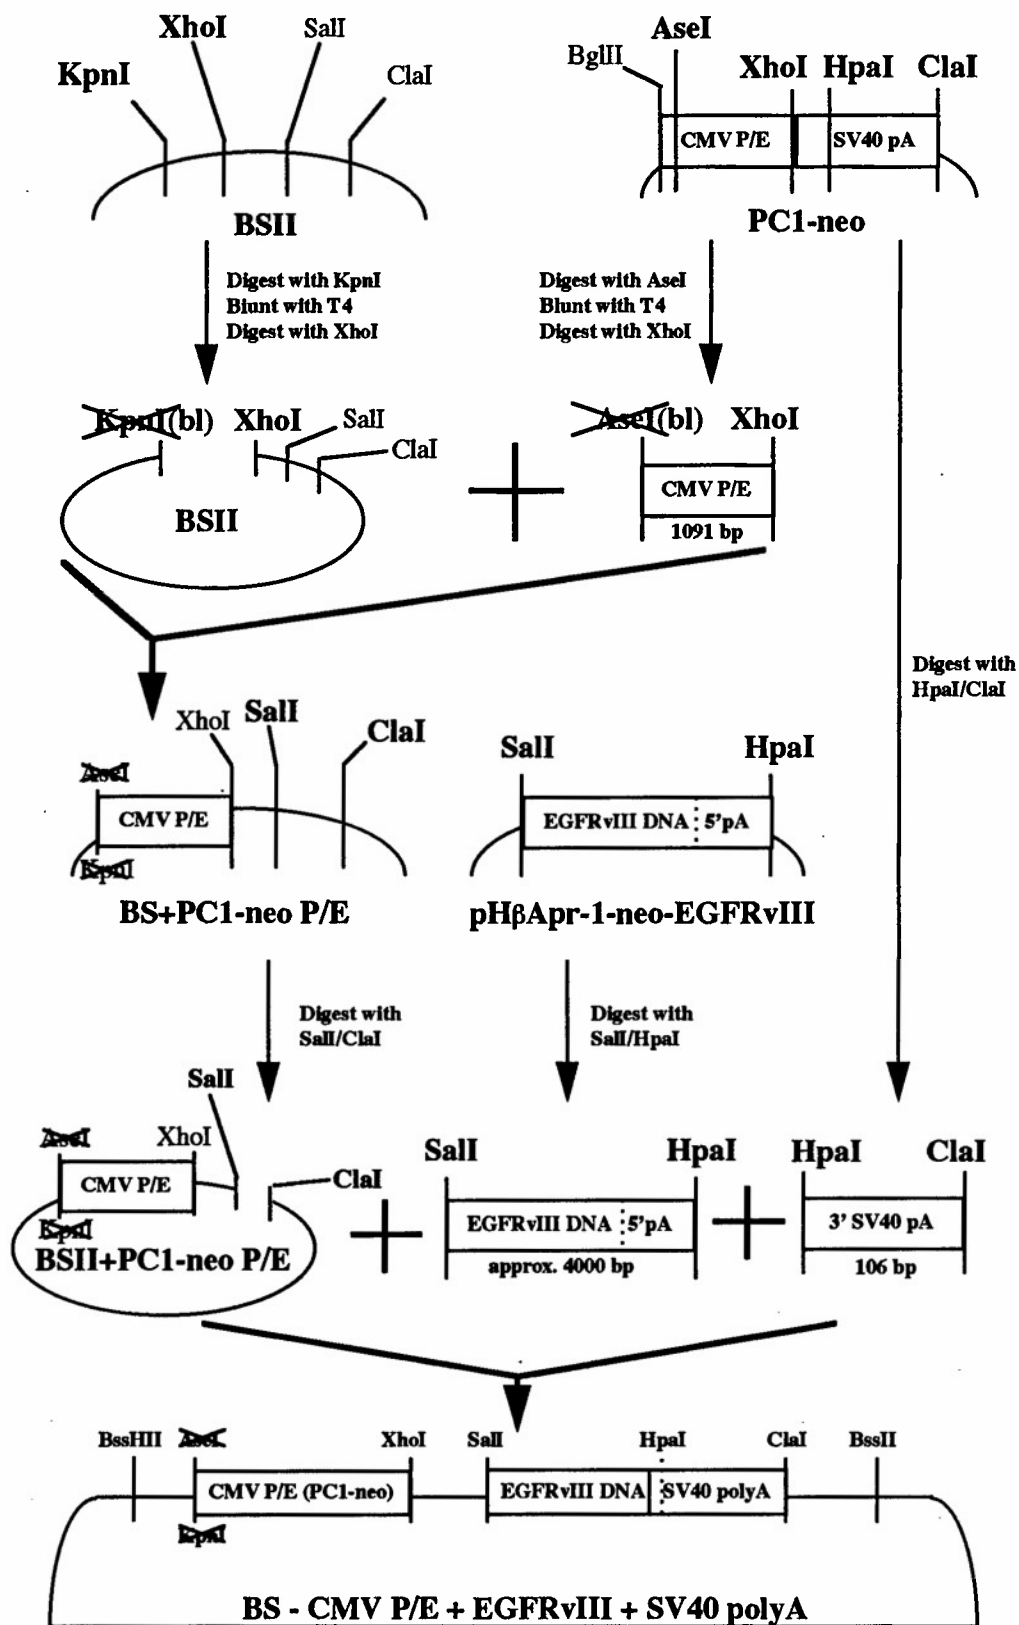 XhoI
SalI
KpnI
ClaI
BSII
AseI
BglII
XhoI HpaI ClaI
CMV P/E
SV40 pA
PC1-neo
Digest with KpnI
Blunt with T4
Digest with XhoI
Digest with AseI
Blunt with T4
Digest with XhoI
KpnI(bl) XhoI
SalI
ClaI
BSII
AseI(bl) XhoI
CMV P/E
1091 bp
Digest with
HpaI/ClaI
XhoI SalI
ClaI
AseI
CMV P/E
KpnI
BS+PC1-neo P/E
SalI
HpaI
EGFRvIII DNA
5'pA
pHβApr-1-neo-EGFRvIII
Digest with
SalI/ClaI
Digest with
SalI/HpaI
SalI
AseI
XhoI
ClaI
CMV P/E
KpnI
BSII+PC1-neo P/E
SalI
HpaI
EGFRvIII DNA
5'pA
approx. 4000 bp
HpaI
ClaI
3' SV40 pA
106 bp
BssHII
AseI
XhoI
SalI
HpaI
ClaI
BssII
CMV P/E (PC1-neo)
EGFRvIII DNA
SV40 polyA
KpnI
BS - CMV P/E + EGFRvIII + SV40 polyA